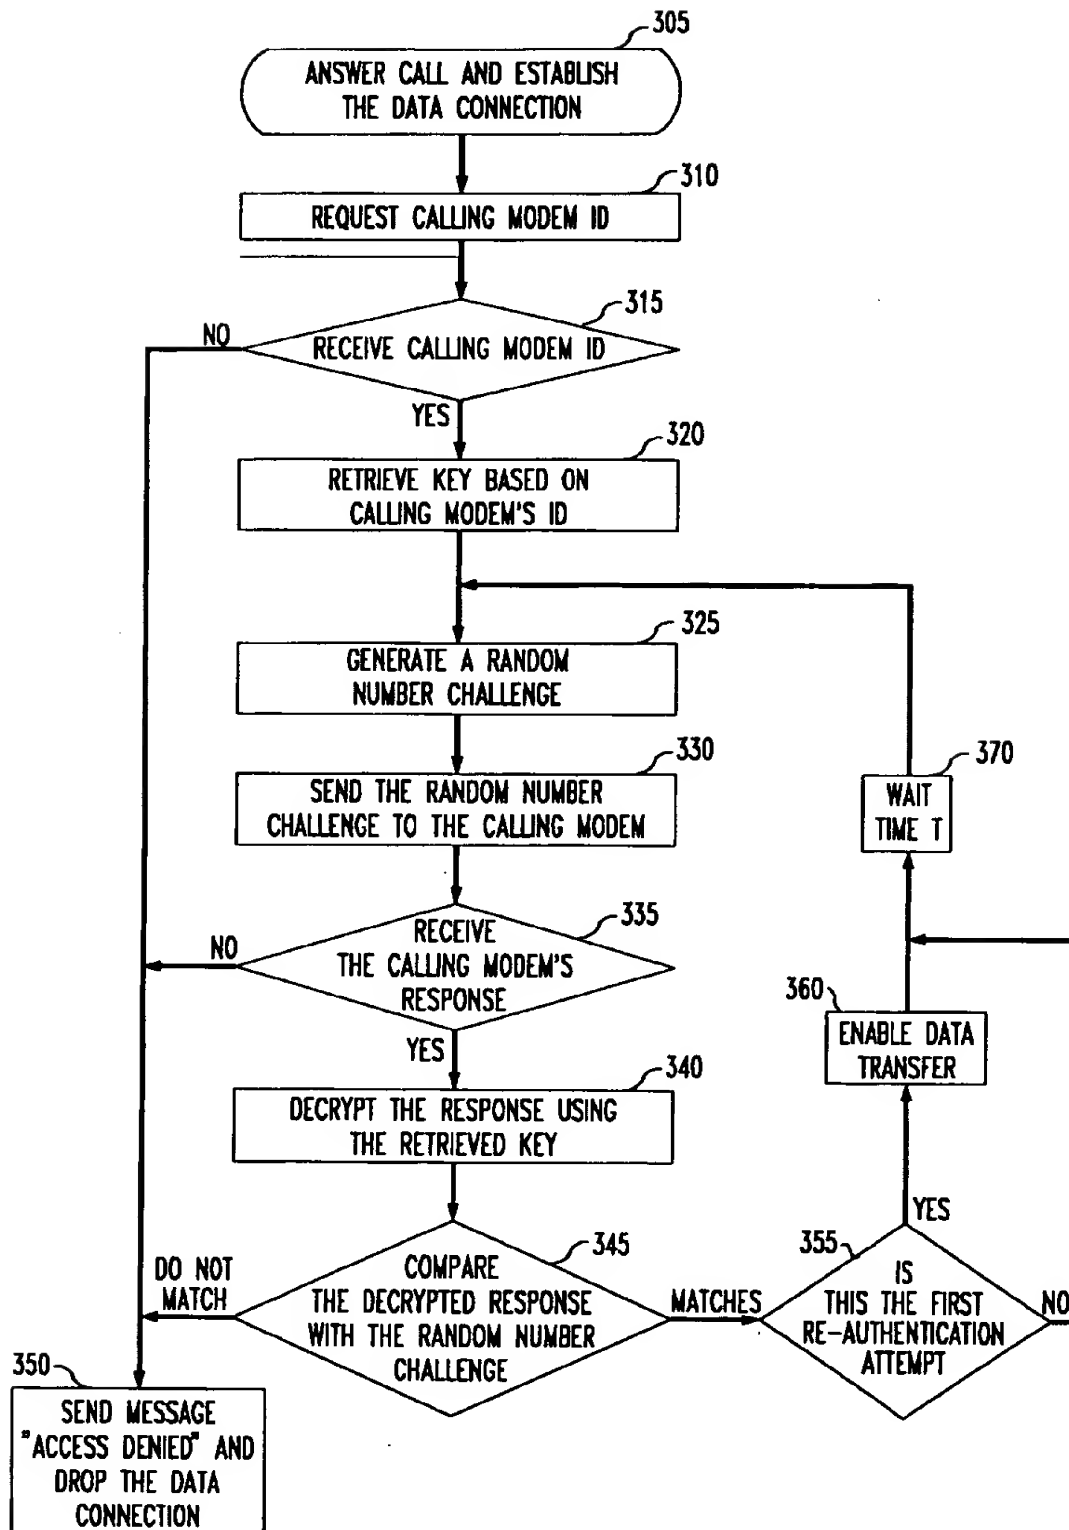 305
ANSWER CALL AND ESTABLISH
THE DATA CONNECTION
310
REQUEST CALLING MODEM ID
315
NO
RECEIVE CALLING MODEM ID
YES
320
RETRIEVE KEY BASED ON
CALLING MODEM'S ID
325
GENERATE A RANDOM
NUMBER CHALLENGE
330
SEND THE RANDOM NUMBER
CHALLENGE TO THE CALLING MODEM
370
WAIT
TIME T
335
NO
RECEIVE
THE CALLING MODEM'S
RESPONSE
YES
360
ENABLE DATA
TRANSFER
340
DECRYPT THE RESPONSE USING
THE RETRIEVED KEY
YES
345
DO NOT
MATCH
COMPARE
THE DECRYPTED RESPONSE
WITH THE RANDOM NUMBER
CHALLENGE
MATCHES
355
IS
THIS THE FIRST
RE-AUTHENTICATION
ATTEMPT
NO
350
SEND MESSAGE
"ACCESS DENIED" AND
DROP THE DATA
CONNECTION